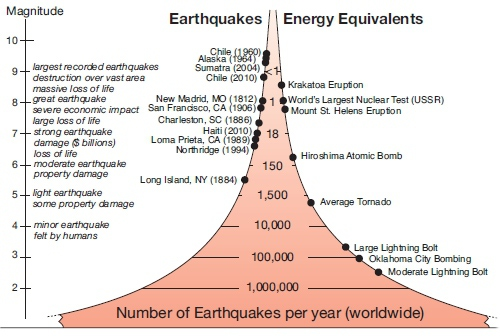 Magnitude
Earthquakes
Energy Equivalents
10
9
8
7
6
5
4
3
2
largest recorded earthquakes
destruction over vast area
massive loss of life
great earthquake
severe economic impact
large loss of life
strong earthquake
damage ($ billions)
loss of life
moderate earthquake
property damage
light earthquake
some property damage
minor earthquake
felt by humans
Chile (1960)
Alaska (1964)
Sumatra (2004)
Chile (2010)
New Madrid, MO (1812)
San Francisco, CA (1906)
Charleston, SC (1886)
Haiti (2010)
Loma Prieta, CA (1989)
Northridge (1994)
Long Island, NY (1884)
<1
1
18
150
1,500
10,000
100,000
1,000,000
Krakatoa Eruption
World's Largest Nuclear Test (USSR)
Mount St. Helens Eruption
Hiroshima Atomic Bomb
Average Tornado
Large Lightning Bolt
Oklahoma City Bombing
Moderate Lightning Bolt
Number of Earthquakes per year (worldwide)